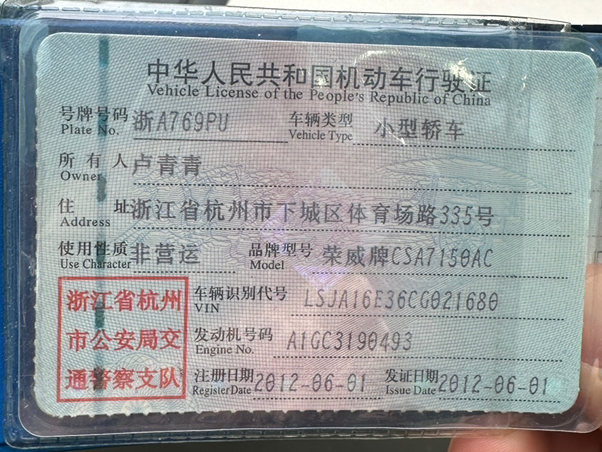 中华人民共和国机动车行驶证
Vehicle License of the People's Republic of China
号牌号码 浙A769PU 车辆类型 小型轿车
Plate No. Vehicle Type
所有人 卢青青
Owner
住址 浙江省杭州市下城区体育场路335号
Address
使用性质 非营运 品牌型号 荣威牌CSA7150AC
Use Character Model
浙江省杭州
市公安局交
通警察支队
车辆识别代号 LSJA16E36CG021680
VIN
发动机号码 A1GC3190493
Engine No.
注册日期 2012-06-01 发证日期 2012-06-01
Register Date Issue Date